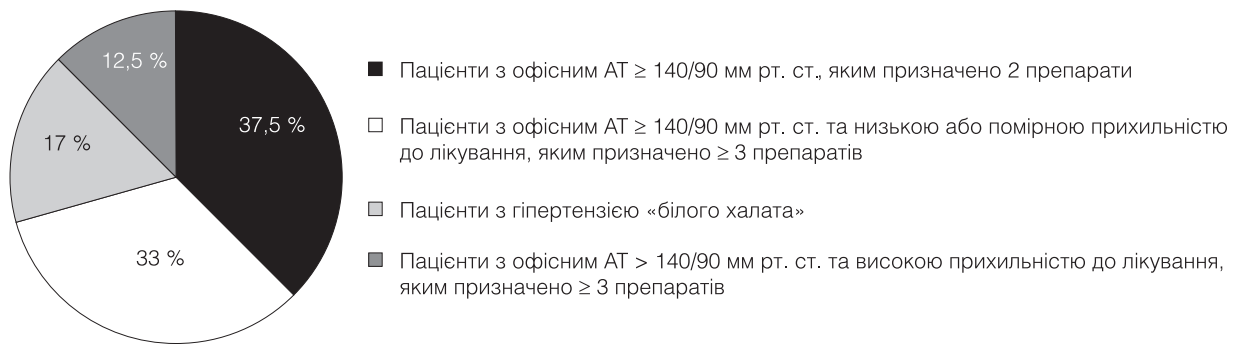 12,5 %
37,5 %
17 %
33 %
Пацієнти з офісним АТ ≥ 140/90 мм рт. ст., яким призначено 2 препарати
Пацієнти з офісним АТ ≥ 140/90 мм рт. ст. та низькою або помірною прихильністю
до лікування, яким призначено ≥ 3 препаратів
Пацієнти з гіпертензією «білого халата»
Пацієнти з офісним АТ > 140/90 мм рт. ст. та високою прихильністю до лікування,
яким призначено ≥ 3 препаратів